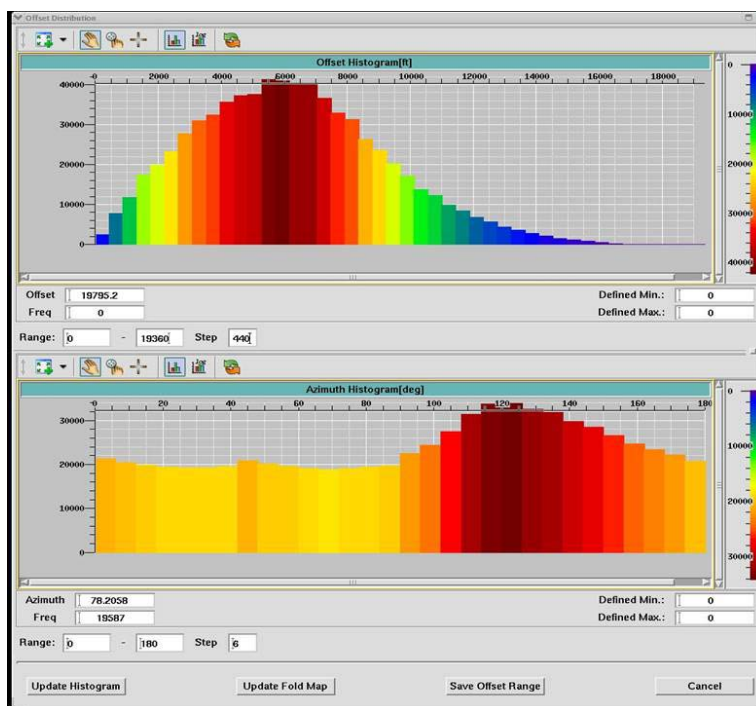 Offset Distribution
Offset Histogram[ft]
0 2000 4000 6000 8000 10000 12000 14000 16000 18000
40000
30000
20000
10000
0
0
10000
20000
30000
40000
Offset 19795.2
Freq 0
Defined Min.: 0
Defined Max.: 0
Range: 0 - 19360 Step 440
Azimuth Histogram[deg]
0 20 40 60 80 100 120 140 160 180
30000
20000
10000
0
0
10000
20000
30000
Azimuth 78.2058
Freq 19587
Defined Min.: 0
Defined Max.: 0
Range: 0 - 180 Step 6
Update Histogram Update Fold Map Save Offset Range Cancel